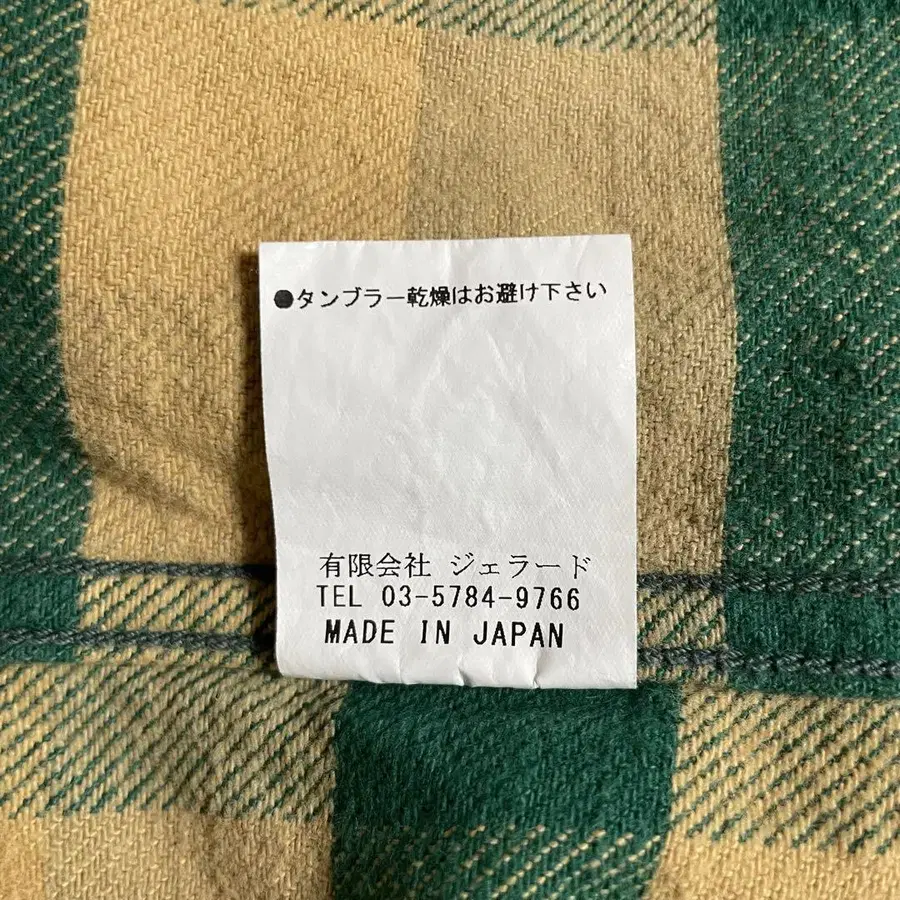 ●タンブラー乾燥はお避け下さい
有限会社 ジェラード
TEL 03-5784-9766
MADE IN JAPAN